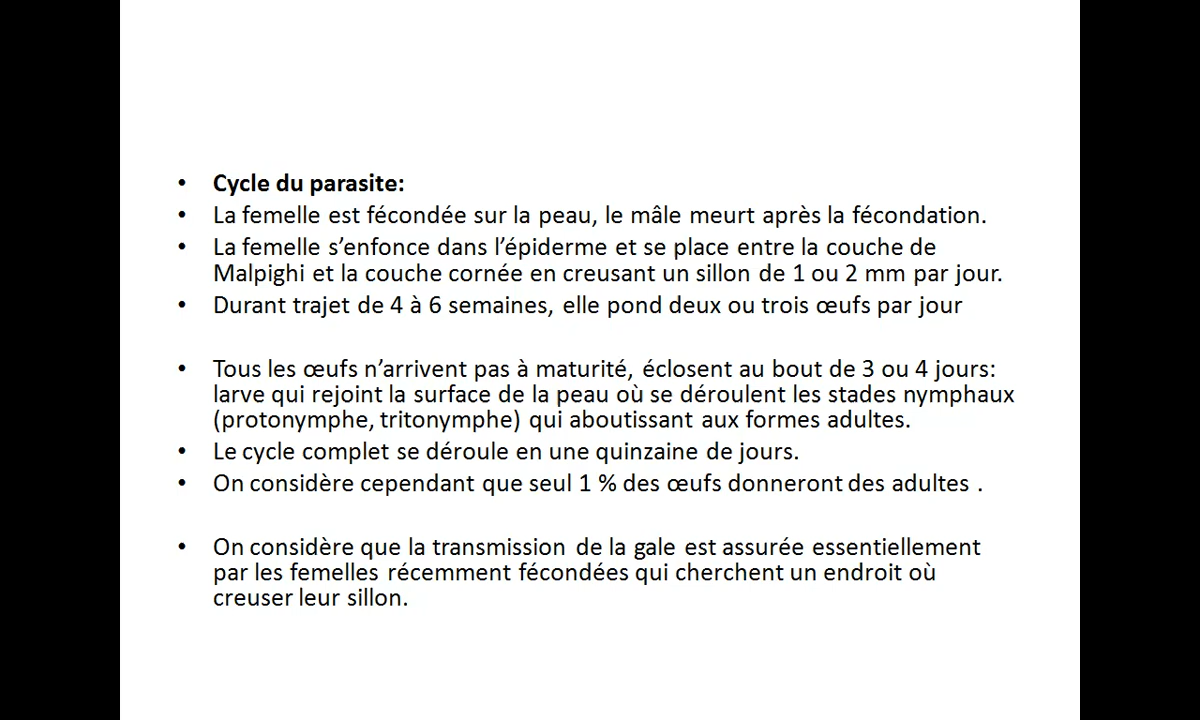 • Cycle du parasite:
• La femelle est fécondée sur la peau, le mâle meurt après la fécondation.
• La femelle s’enfonce dans l’épiderme et se place entre la couche de
Malpighi et la couche cornée en creusant un sillon de 1 ou 2 mm par jour.
• Durant trajet de 4 à 6 semaines, elle pond deux ou trois œufs par jour
• Tous les œufs n’arrivent pas à maturité, éclosent au bout de 3 ou 4 jours:
larve qui rejoint la surface de la peau où se déroulent les stades nymphaux
(protonymphe, tritonymphe) qui aboutissant aux formes adultes.
• Le cycle complet se déroule en une quinzaine de jours.
• On considère cependant que seul 1 % des œufs donneront des adultes .
• On considère que la transmission de la gale est assurée essentiellement
par les femelles récemment fécondées qui cherchent un endroit où
creuser leur sillon.